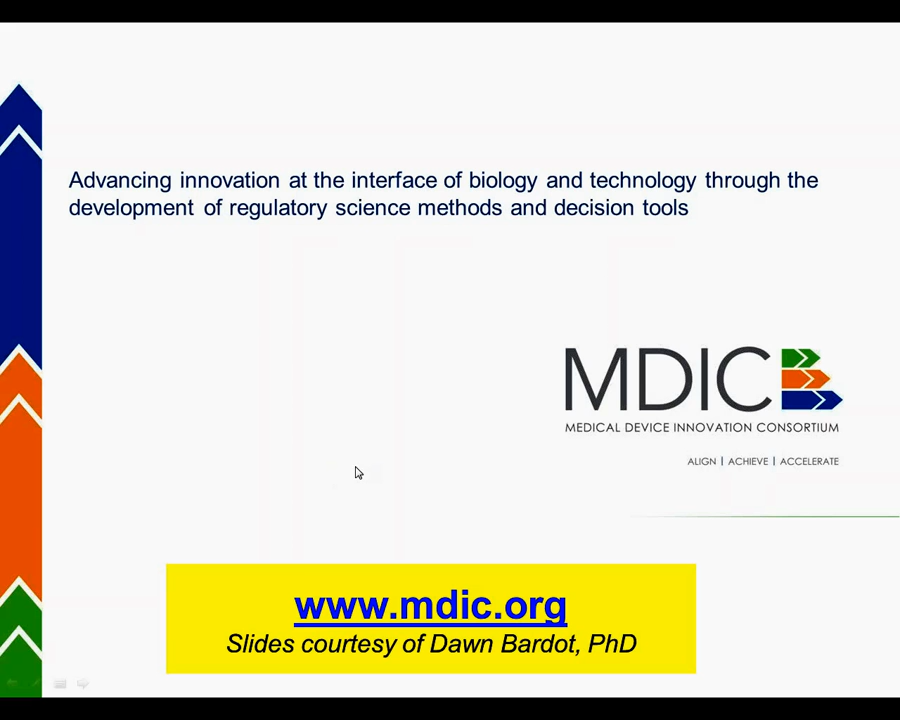 Advancing innovation at the interface of biology and technology through the
development of regulatory science methods and decision tools
MDIC
MEDICAL DEVICE INNOVATION CONSORTIUM
ALIGN | ACHIEVE | ACCELERATE
www.mdic.org
Slides courtesy of Dawn Bardot, PhD